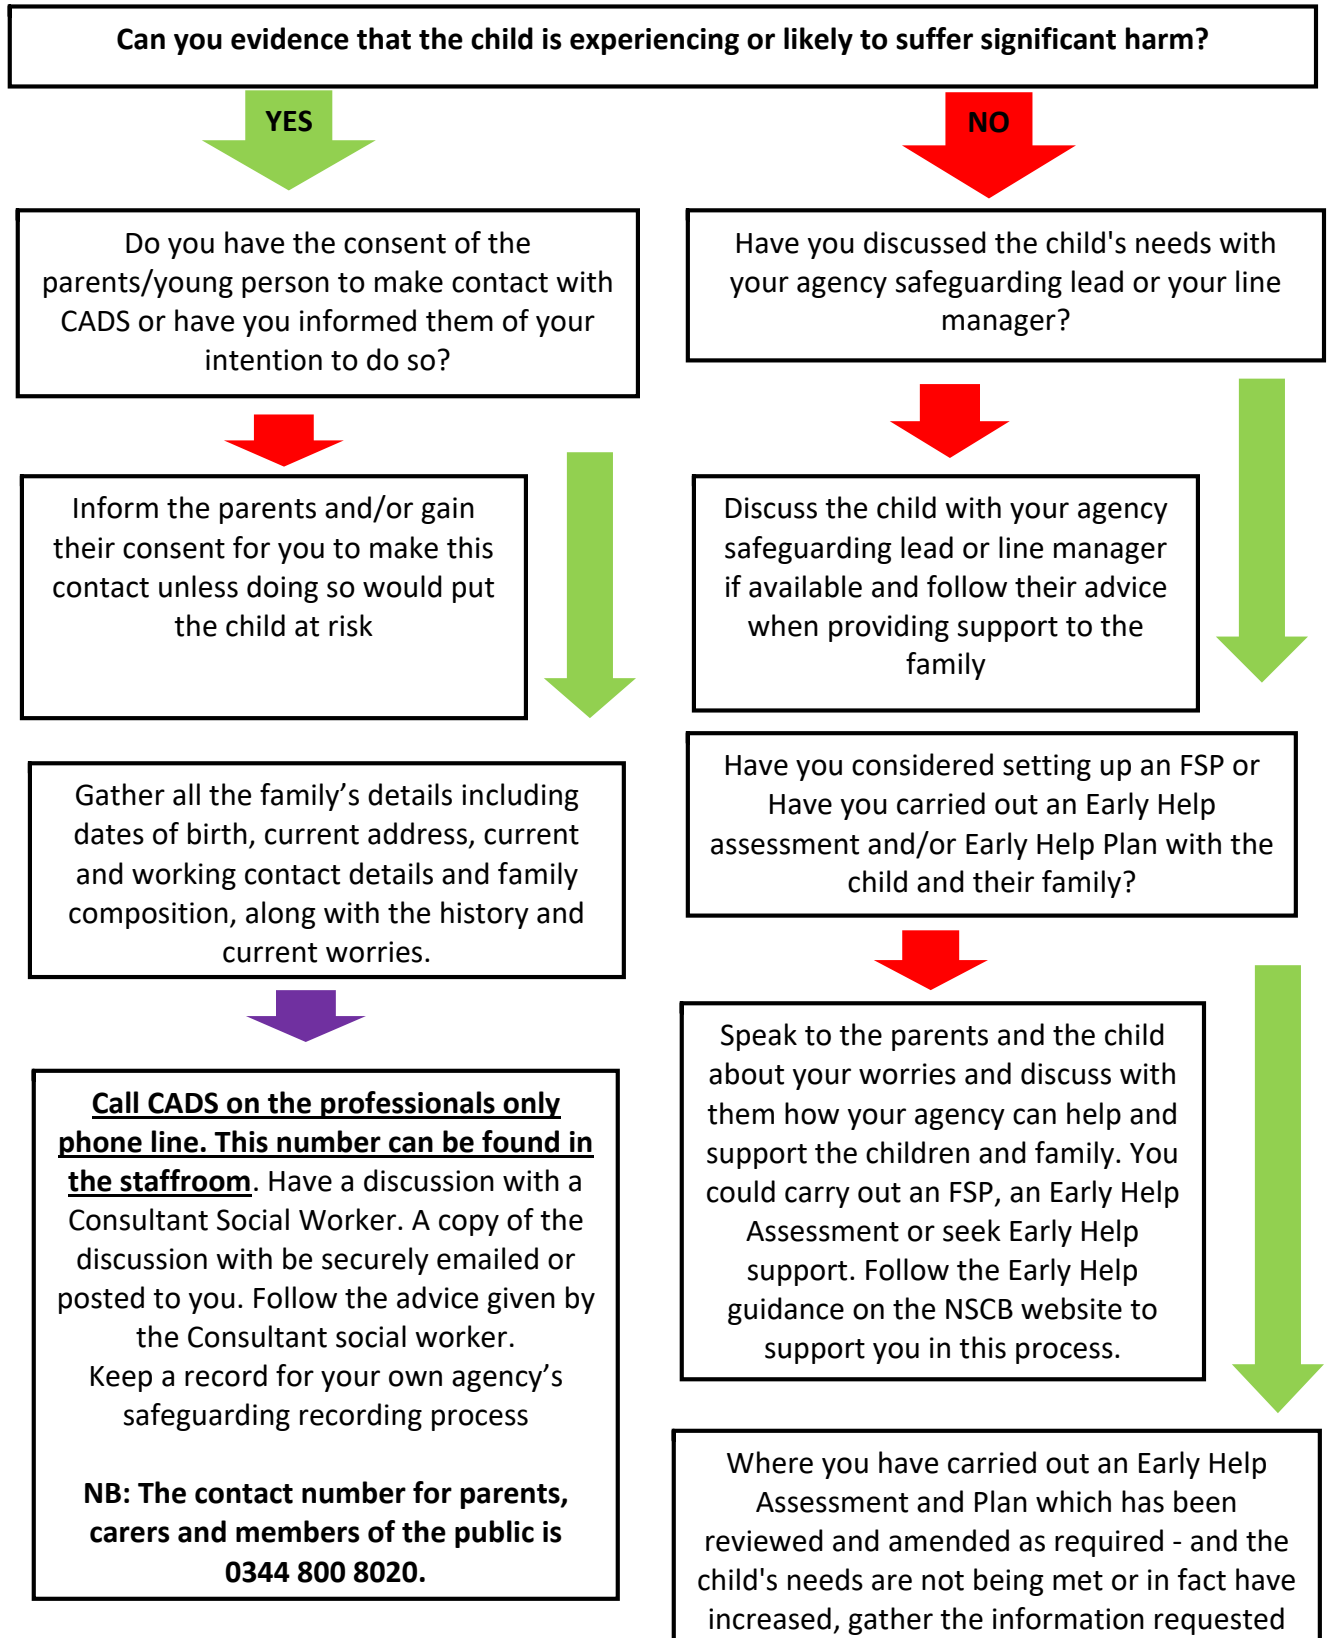 Can you evidence that the child is experiencing or likely to suffer significant harm?
YES
NO
Do you have the consent of the
parents/young person to make contact with
CADS or have you informed them of your
intention to do so?
Inform the parents and/or gain
their consent for you to make this
contact unless doing so would put
the child at risk
Gather all the family’s details including
dates of birth, current address, current
and working contact details and family
composition, along with the history and
current worries.
Call CADS on the professionals only
phone line. This number can be found in
the staffroom. Have a discussion with a
Consultant Social Worker. A copy of the
discussion with be securely emailed or
posted to you. Follow the advice given by
the Consultant social worker.
Keep a record for your own agency’s
safeguarding recording process
NB: The contact number for parents,
carers and members of the public is
0344 800 8020.
Have you discussed the child's needs with
your agency safeguarding lead or your line
manager?
Discuss the child with your agency
safeguarding lead or line manager
if available and follow their advice
when providing support to the
family
Have you considered setting up an FSP or
Have you carried out an Early Help
assessment and/or Early Help Plan with the
child and their family?
Speak to the parents and the child
about your worries and discuss with
them how your agency can help and
support the children and family. You
could carry out an FSP, an Early Help
Assessment or seek Early Help
support. Follow the Early Help
guidance on the NSCB website to
support you in this process.
Where you have carried out an Early Help
Assessment and Plan which has been
reviewed and amended as required - and the
child's needs are not being met or in fact have
increased, gather the information requested